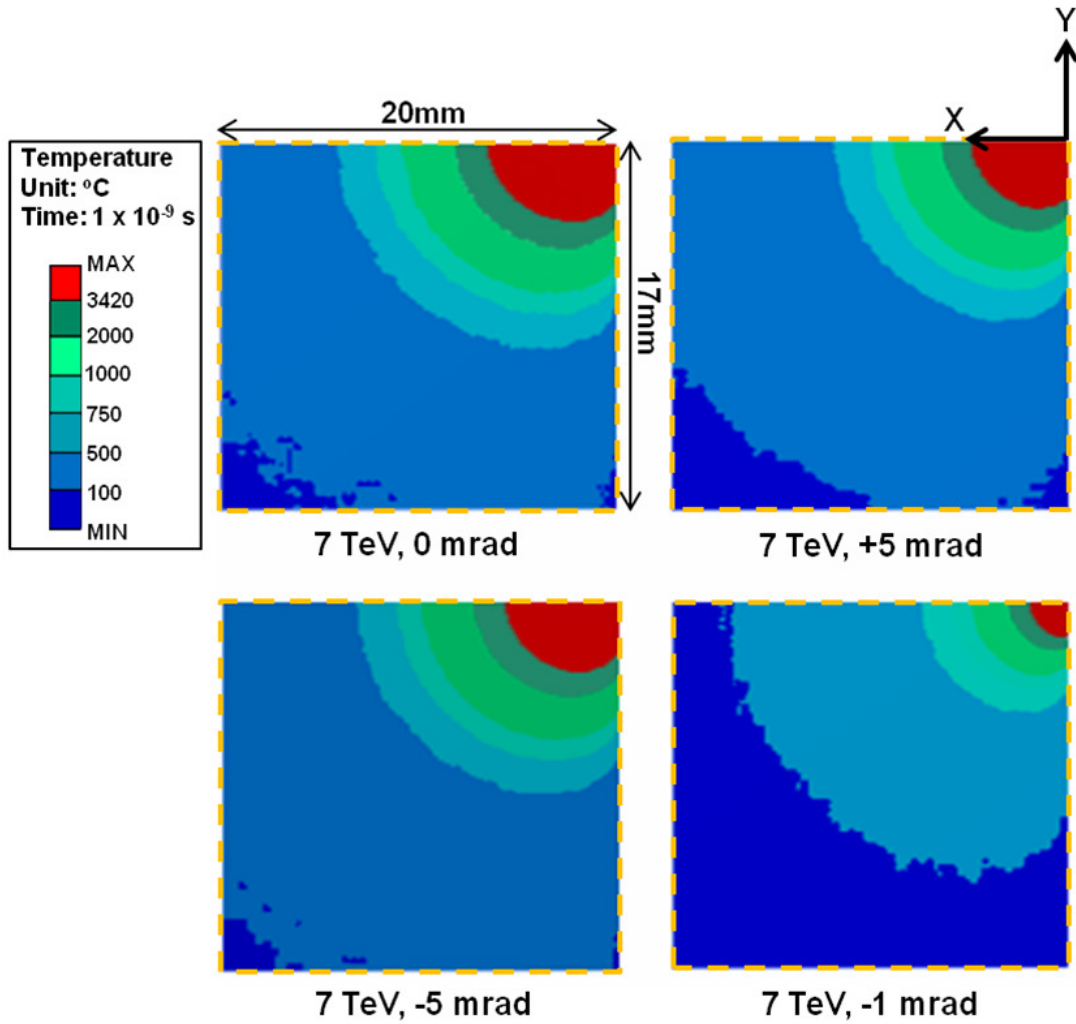 Y
X
20mm
Temperature
Unit: ºC
Time: 1 x 10⁻⁹ s
MAX
3420
2000
1000
750
500
100
MIN
17mm
7 TeV, 0 mrad
7 TeV, +5 mrad
7 TeV, -5 mrad
7 TeV, -1 mrad